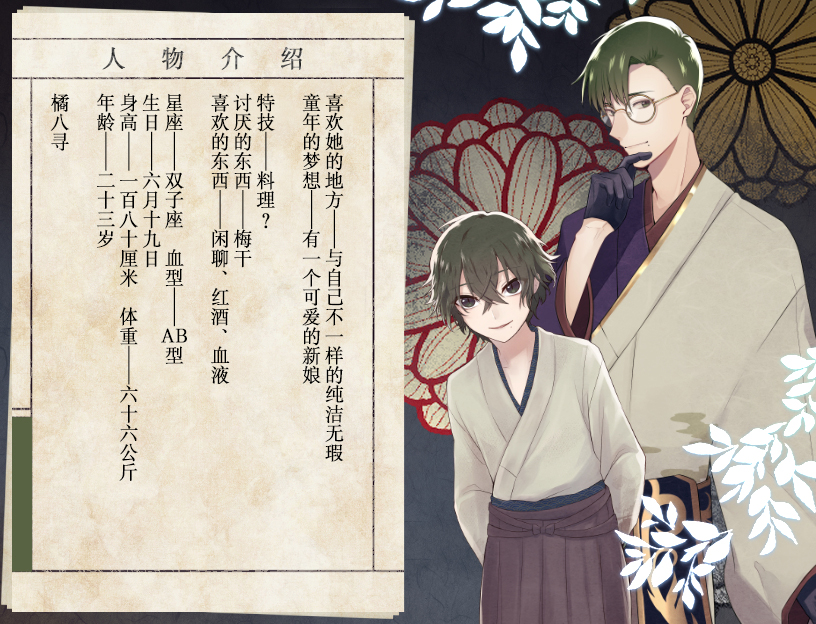 人物介绍
橘八寻
年龄——二十三岁
身高——一百八十厘米　体重——六十六公斤
生日——六月十九日
星座——双子座　血型——AB型
喜欢的东西——闲聊、红酒、血液
讨厌的东西——梅干
特技——料理？
童年的梦想——有一个可爱的新娘
喜欢她的地方——与自己不一样的纯洁无瑕